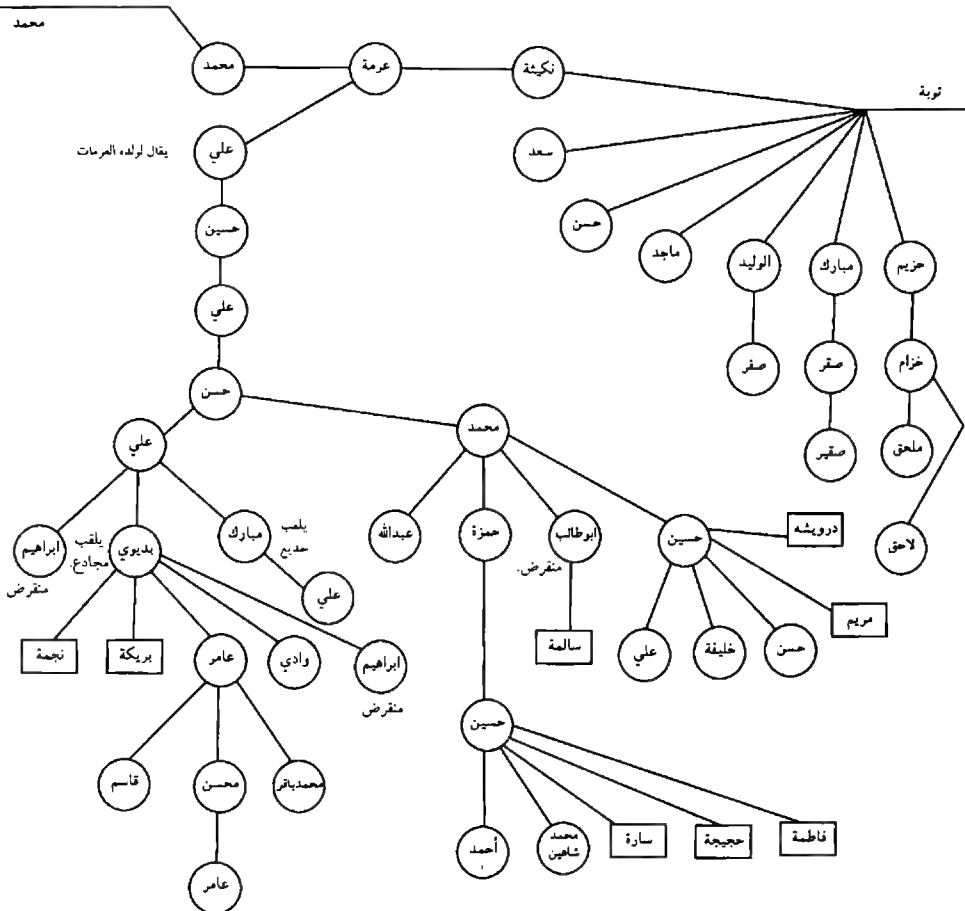 محمد
توبة
نكيثة
عرمة
محمد
علي
يقال لولده العرمات
سعد
حسن
ماجد
الوليد
مبارك
حزيم
حسين
علي
صفر
صقر
خزام
صقير
ملحق
لاحق
حسن
محمد
علي
درويشه
حسين
ابوطالب
منقرض.
حمزة
عبدالله
مبارك
يلقب
بديوي
يلقب
مجادع.
ابراهيم
منقرض
علي
مريم
حسن
خليفة
علي
سالمة
ابراهيم
منقرض
وادي
عامر
بريكة
نجمة
حسين
محمدباقر
محسن
قاسم
فاطمة
حجيجة
سارة
محمد
شاهين
أحمد
عامر